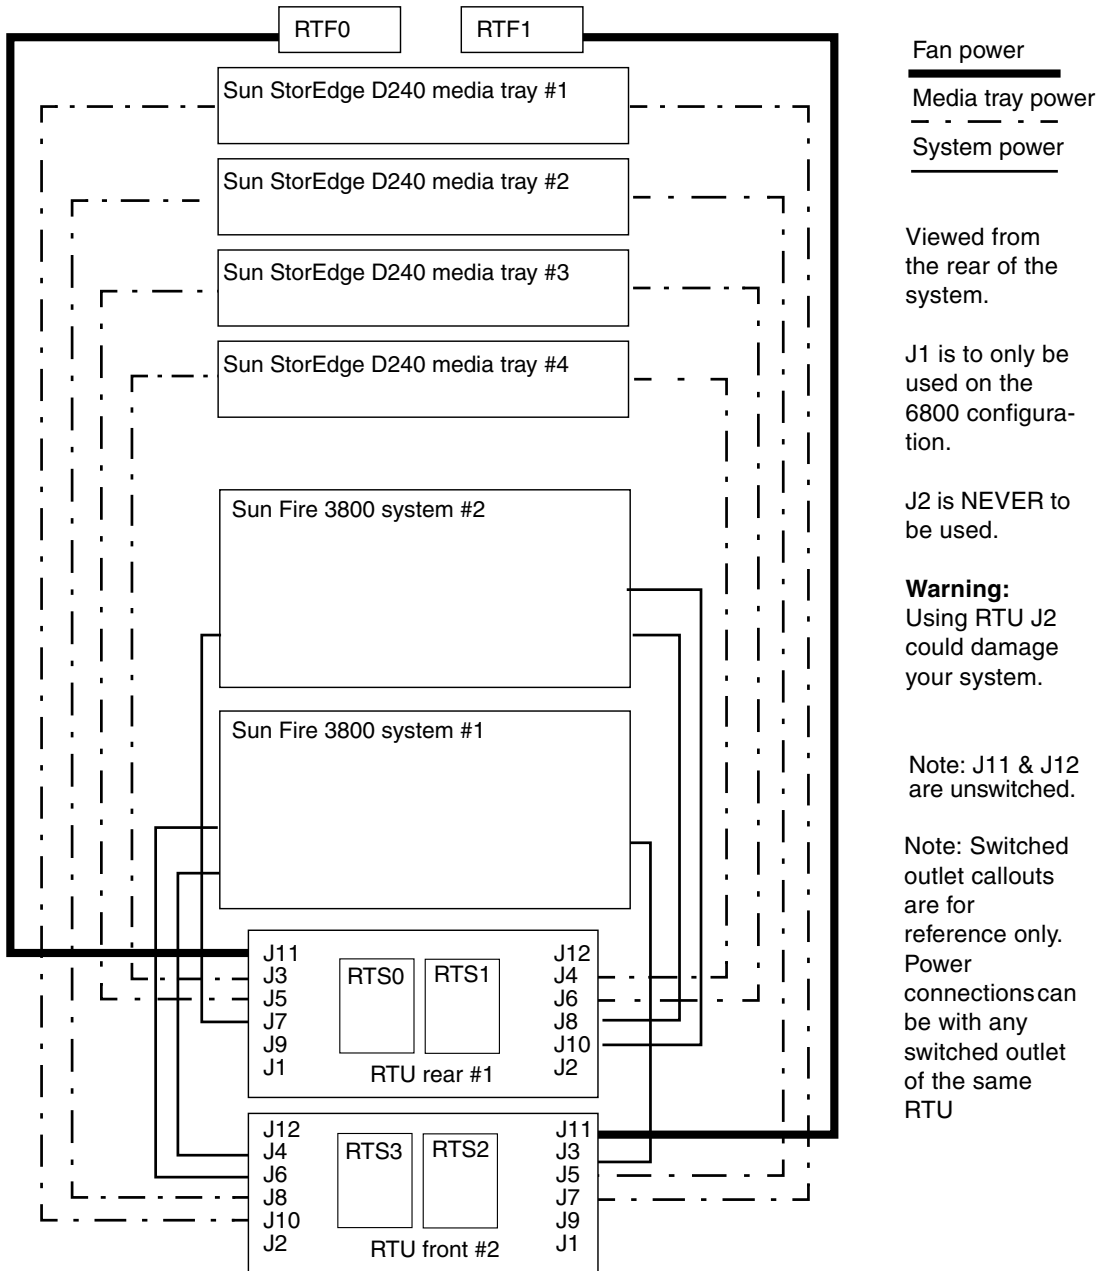 RTF0
RTF1
Sun StorEdge D240 media tray #1
Sun StorEdge D240 media tray #2
Sun StorEdge D240 media tray #3
Sun StorEdge D240 media tray #4
Sun Fire 3800 system #2
Sun Fire 3800 system #1
J11
J3
J5
J7
J9
J1
RTS0
RTS1
RTU rear #1
J12
J4
J6
J8
J10
J2
J12
J4
J6
J8
J10
J2
RTS3
RTS2
RTU front #2
J11
J3
J5
J7
J9
J1
Fan power
Media tray power
System power
Viewed from
the rear of the
system.
J1 is to only be
used on the
6800 configura-
tion.
J2 is NEVER to
be used.
Warning:
Using RTU J2
could damage
your system.
Note: J11 & J12
are unswitched.
Note: Switched
outlet callouts
are for
reference only.
Power
connections can
be with any
switched outlet
of the same
RTU